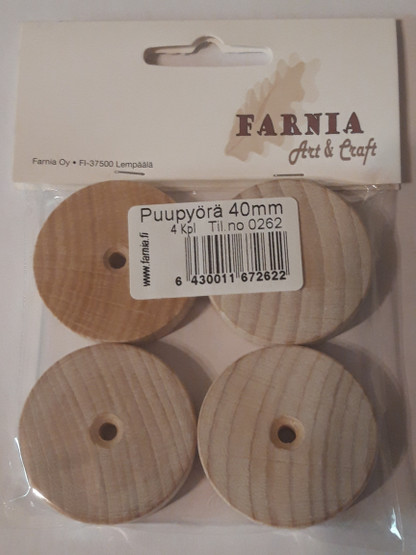 FARNIA
Art & Craft
Farnia Oy • FI-37500 Lempäälä
Puupyörä 40mm
4 Kpl Til.no 0262
www.farnia.fi
6 430011 672622